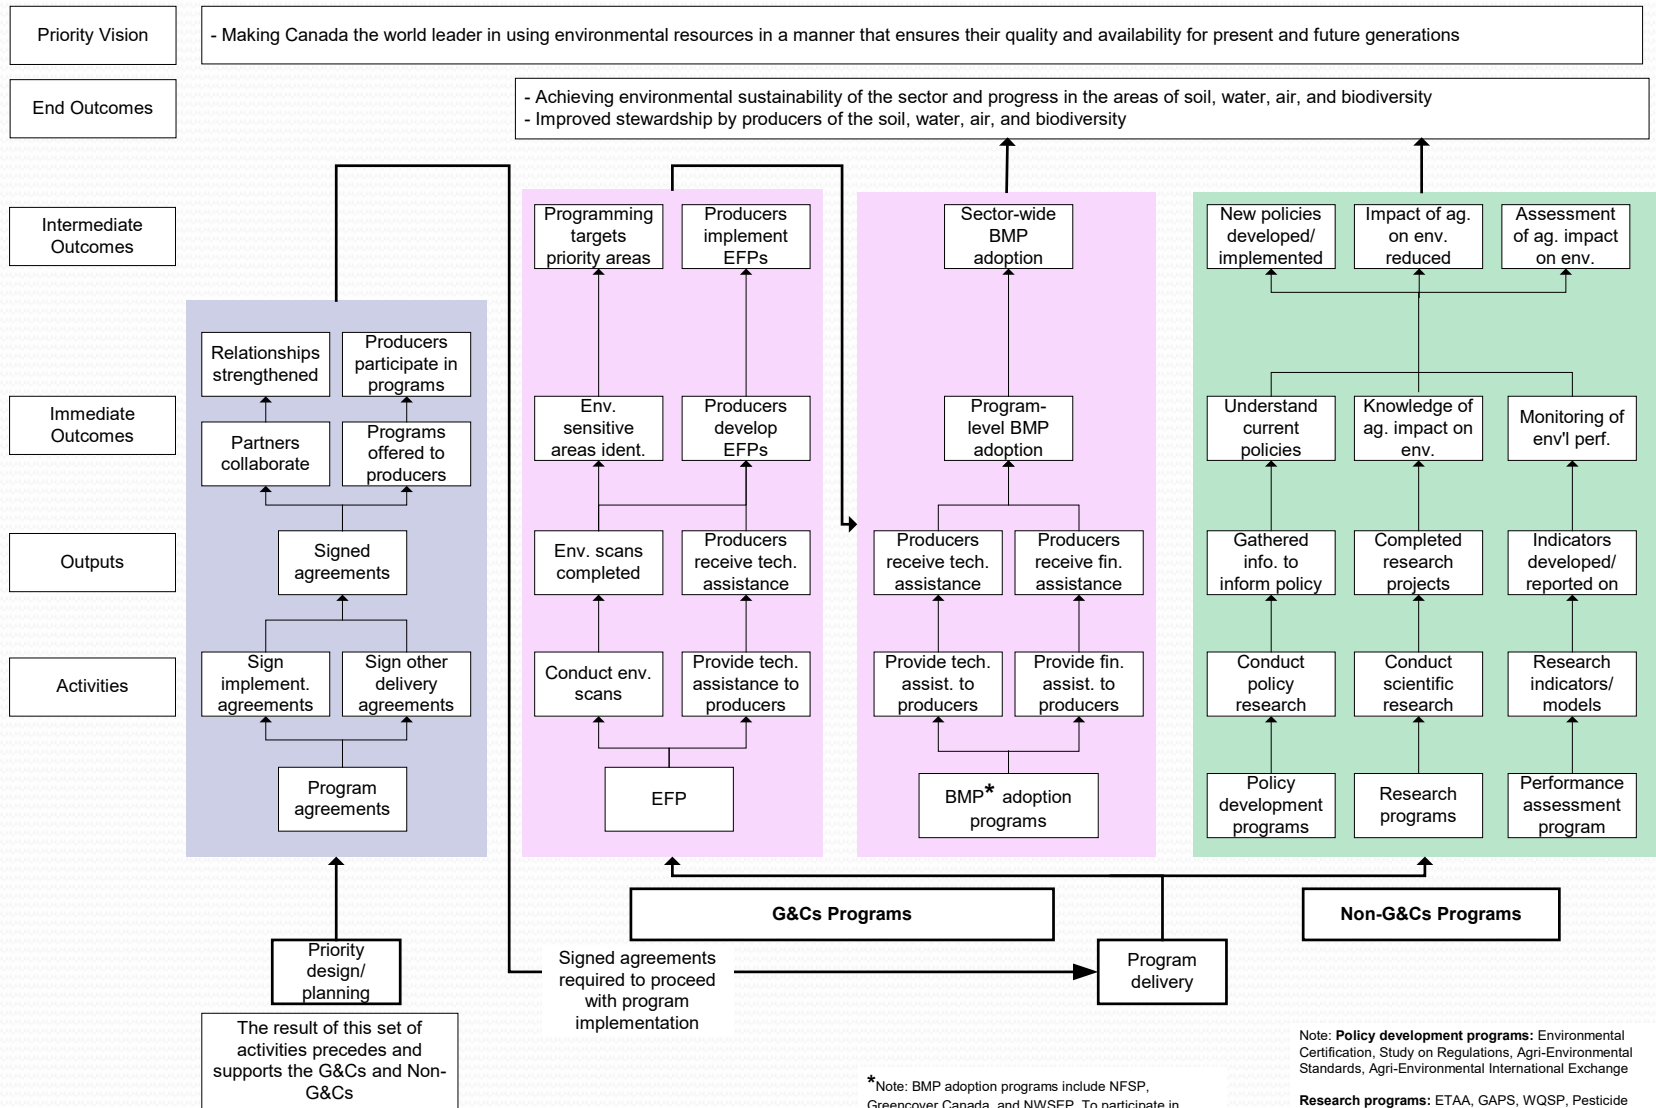 Priority Vision
- Making Canada the world leader in using environmental resources in a manner that ensures their quality and availability for present and future generations
End Outcomes
- Achieving environmental sustainability of the sector and progress in the areas of soil, water, air, and biodiversity
- Improved stewardship by producers of the soil, water, air, and biodiversity
Intermediate
Outcomes
Programming
targets
priority areas
Producers
implement
EFPs
Sector-wide
BMP
adoption
New policies
developed/
implemented
Impact of ag.
on env.
reduced
Assessment
of ag. impact
on env.
Relationships
strengthened
Producers
participate in
programs
Immediate
Outcomes
Partners
collaborate
Programs
offered to
producers
Env.
sensitive
areas ident.
Producers
develop
EFPs
Program-
level BMP
adoption
Understand
current
policies
Knowledge of
ag. impact on
env.
Monitoring of
env'l perf.
Outputs
Signed
agreements
Env. scans
completed
Producers
receive tech.
assistance
Producers
receive tech.
assistance
Producers
receive fin.
assistance
Gathered
info. to
inform policy
Completed
research
projects
Indicators
developed/
reported on
Activities
Sign
implement.
agreements
Sign other
delivery
agreements
Conduct env.
scans
Provide tech.
assistance to
producers
Provide tech.
assist. to
producers
Provide fin.
assist. to
producers
Conduct
policy
research
Conduct
scientific
research
Research
indicators/
models
Program
agreements
EFP
BMP* adoption
programs
Policy
development
programs
Research
programs
Performance
assessment
program
G&Cs Programs
Non-G&Cs Programs
Priority
design/
planning
Signed agreements
required to proceed
with program
implementation
Program
delivery
The result of this set of
activities precedes and
supports the G&Cs and Non-
G&Cs
*Note: BMP adoption programs include NFSP,
Greencover Canada, and NWSEP. To participate in
Note: Policy development programs: Environmental
Certification, Study on Regulations, Agri-Environmental
Standards, Agri-Environmental International Exchange
Research programs: ETAA, GAPS, WQSP, Pesticide